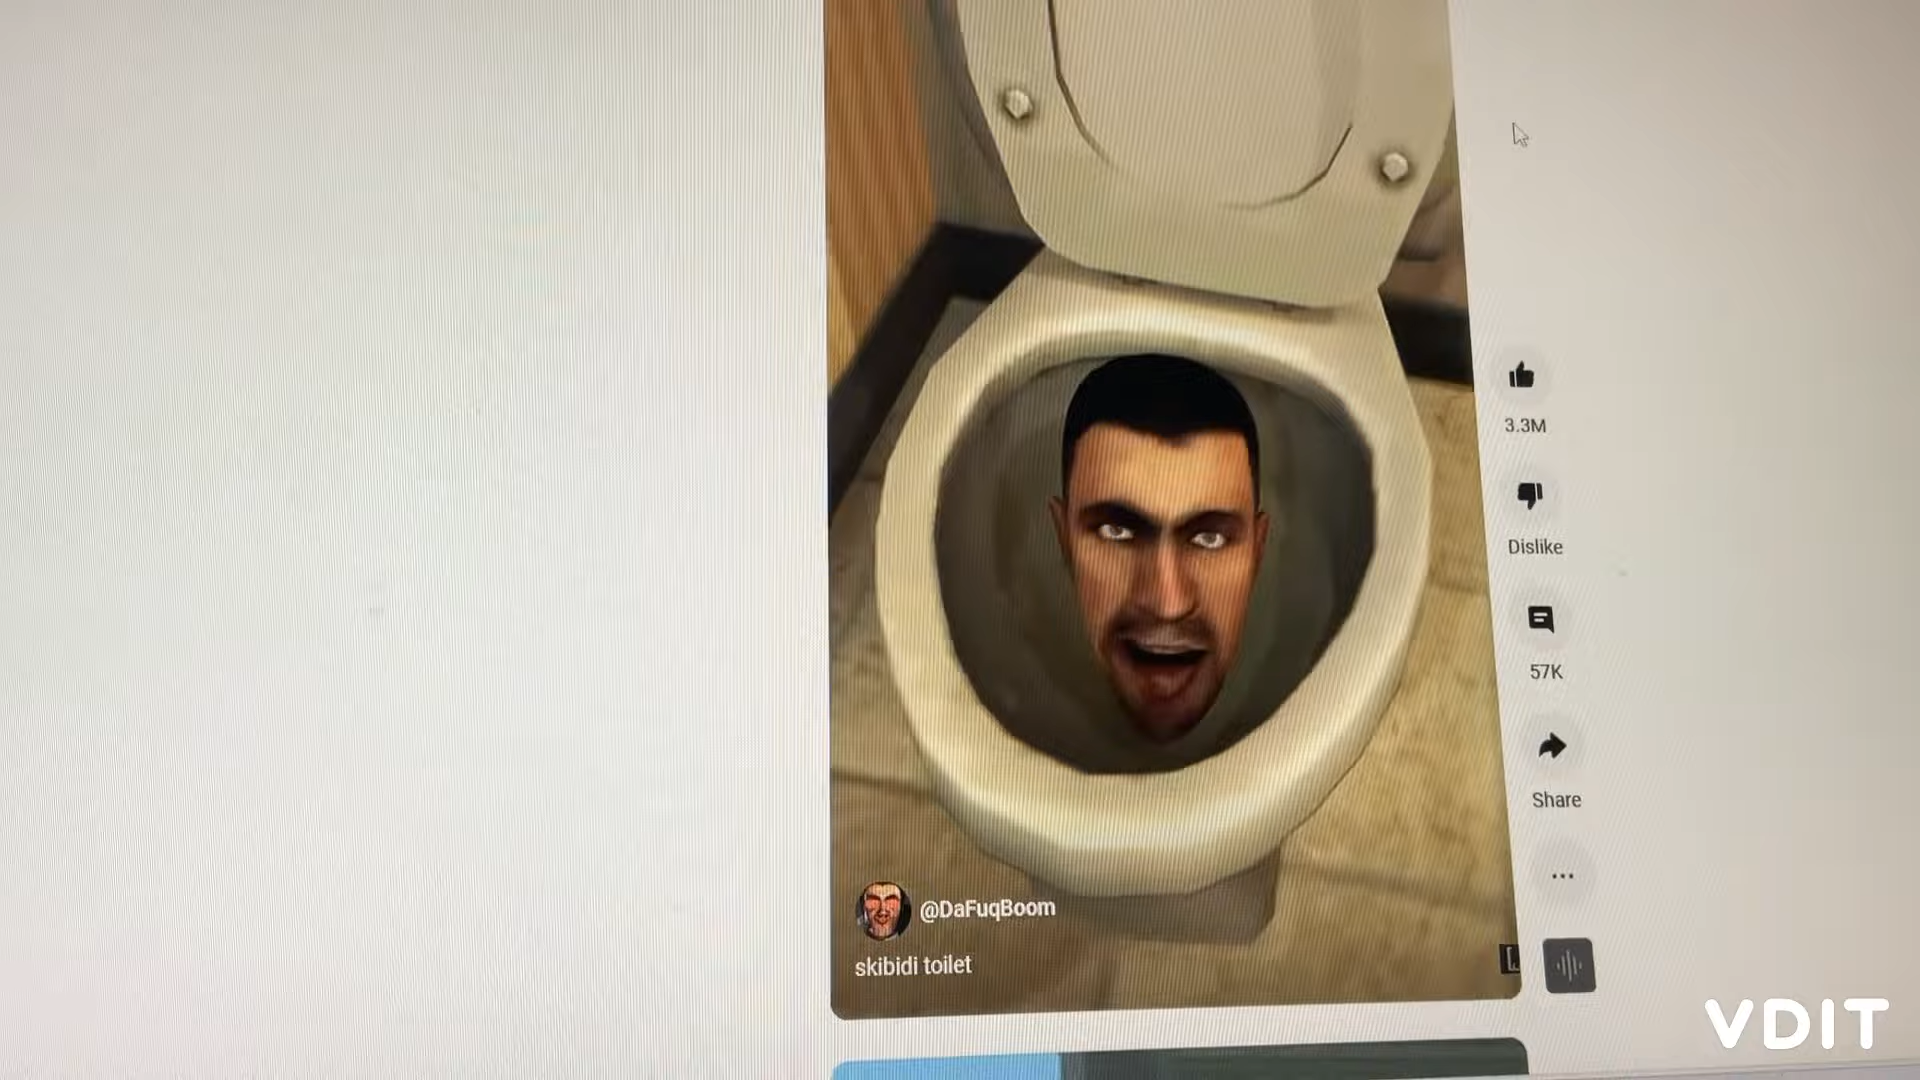 3.3M
Dislike
57K
Share
@DaFuqBoom
skibidi toilet
VDIT